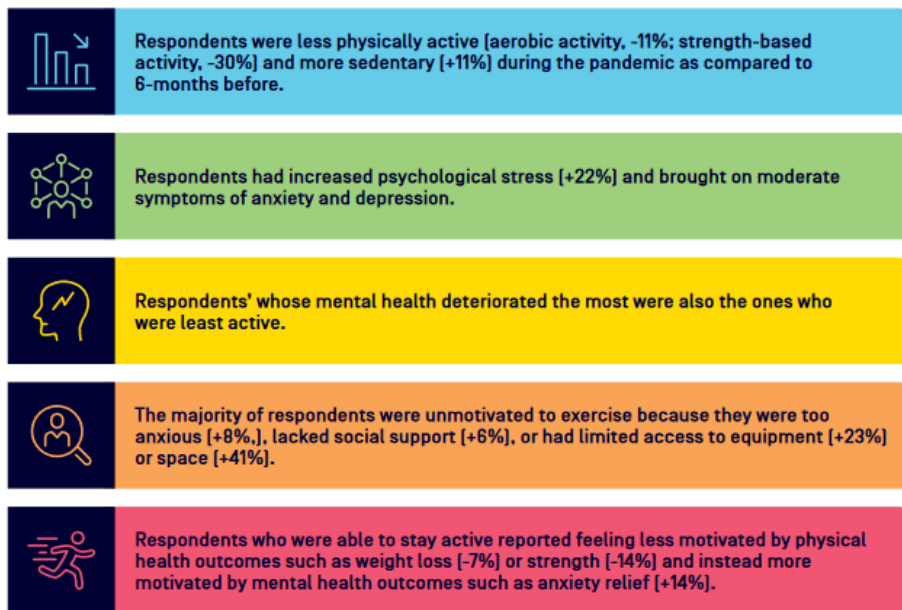 Respondents were less physically active [aerobic activity, -11%; strength-based
activity, -30%] and more sedentary [+11%] during the pandemic as compared to
6-months before.
Respondents had increased psychological stress [+22%] and brought on moderate
symptoms of anxiety and depression.
Respondents' whose mental health deteriorated the most were also the ones who
were least active.
The majority of respondents were unmotivated to exercise because they were too
anxious [+8%,], lacked social support [+6%], or had limited access to equipment [+23%]
or space [+41%].
Respondents who were able to stay active reported feeling less motivated by physical
health outcomes such as weight loss [-7%] or strength [-14%] and instead more
motivated by mental health outcomes such as anxiety relief [+14%].